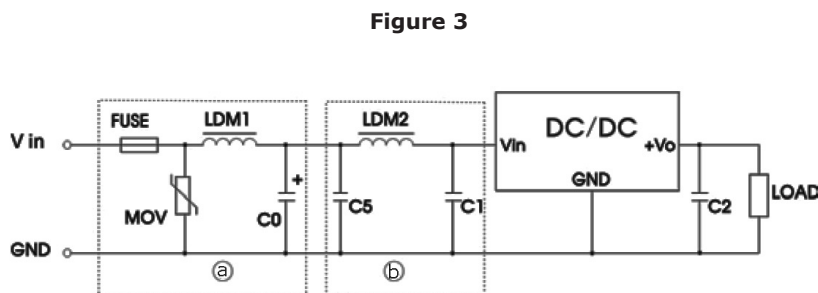 Figure 3
FUSE
LDM1
LDM2
DC/DC
V in
Vin
+Vo
GND
MOV
C0
+
C5
C1
C2
LOAD
GND
ⓐ
ⓑ